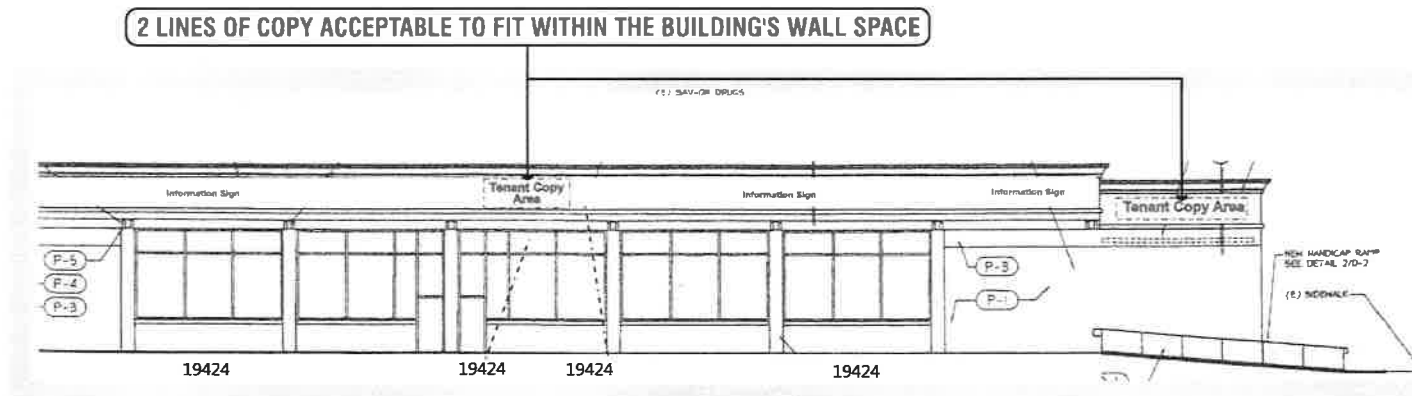 2 LINES OF COPY ACCEPTABLE TO FIT WITHIN THE BUILDING'S WALL SPACE
(E) SAV-ON DRUGS
Information Sign
Tenant Copy
Area
Information Sign
Information Sign
Tenant Copy Area
P-5
P-4
P-3
P-3
P-1
NEW HANDICAP RAMP
SEE DETAIL 2/D-2
(E) SIDEWALK
19424
19424
19424
19424